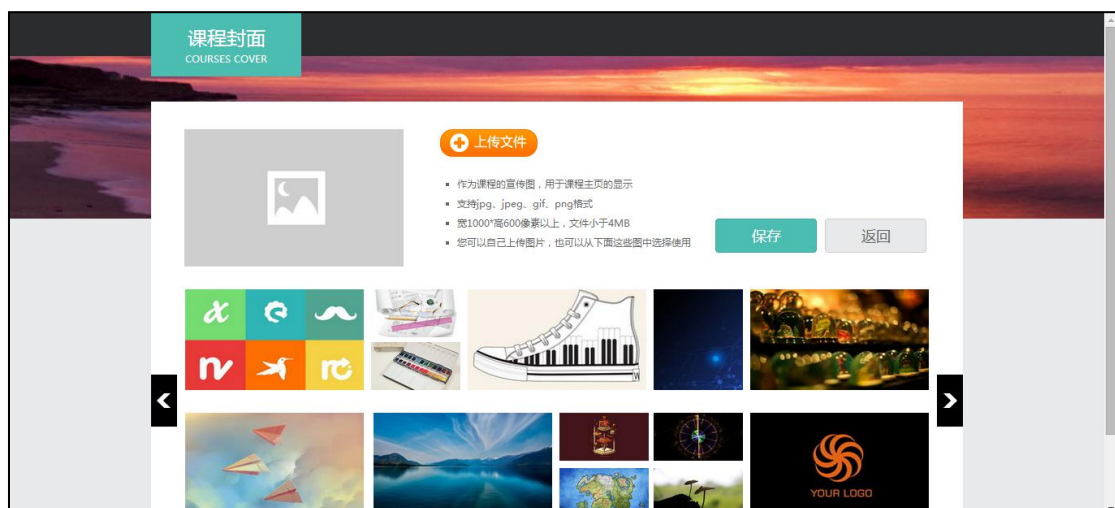 课程封面
COURSES COVER
上传文件
作为课程的宣传图，用于课程主页的显示
支持jpg、jpeg、gif、png格式
宽1000*高600像素以上，文件小于4MB
您可以自己上传图片，也可以从下面这些图中选择使用
保存
返回
YOUR LOGO